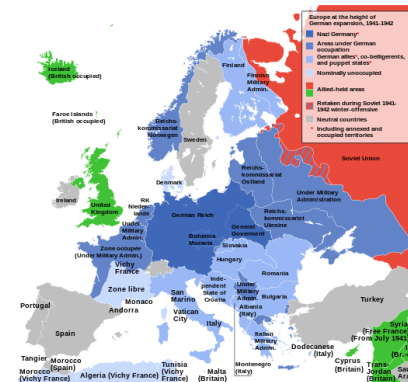 Europe at the height of
German expansion, 1941-1942
Nazi Germany*
Areas under German
occupation
German allies*, co-belligerents,
and puppet states*
Nominally unoccupied
Allied-held areas
Retaken during Soviet 1941-
1942 winter-offensive
Neutral countries
* Including annexed and
occupied territories
Iceland
(British occupied)
Faroe Islands
(British occupied)
Finland
Finnish
Military
Admin.
Reichs-
kommissariat
Norwegen
Sweden
Soviet Union
Reichs-
kommissariat
Ostland
Denmark
Ireland
United
Kingdom
RK
Nieder-
lande
German Reich
Under Military
Administration
Under
Military
Admin.
Bohemia
Moravia
General-
Government
Reichs-
kommissariat
Ukraine
Zone occupée
(Under Military Admin.)
Slovakia
Vichy
France
Hungary
Zone libre
Romania
Inde-
pendent
State of
Croatia
San
Marino
Monaco
Andorra
Under
Military
Admin.
Bulgaria
Portugal
Spain
Vatican
City
Italy
Albania
(Italy)
Turkey
Italian
Military
Admin.
Dodecanese
(Italy)
Syria
(Free France)
(From July 1941)
Tangier
Morocco
(Spain)
Morocco
(Vichy France)
Algeria (Vichy France)
Tunisia
(Vichy
France)
Malta
(Britain)
Montenegro
(Italy)
Cyprus
(Britain)
Trans-
Jordan
(Britain)
(Br.